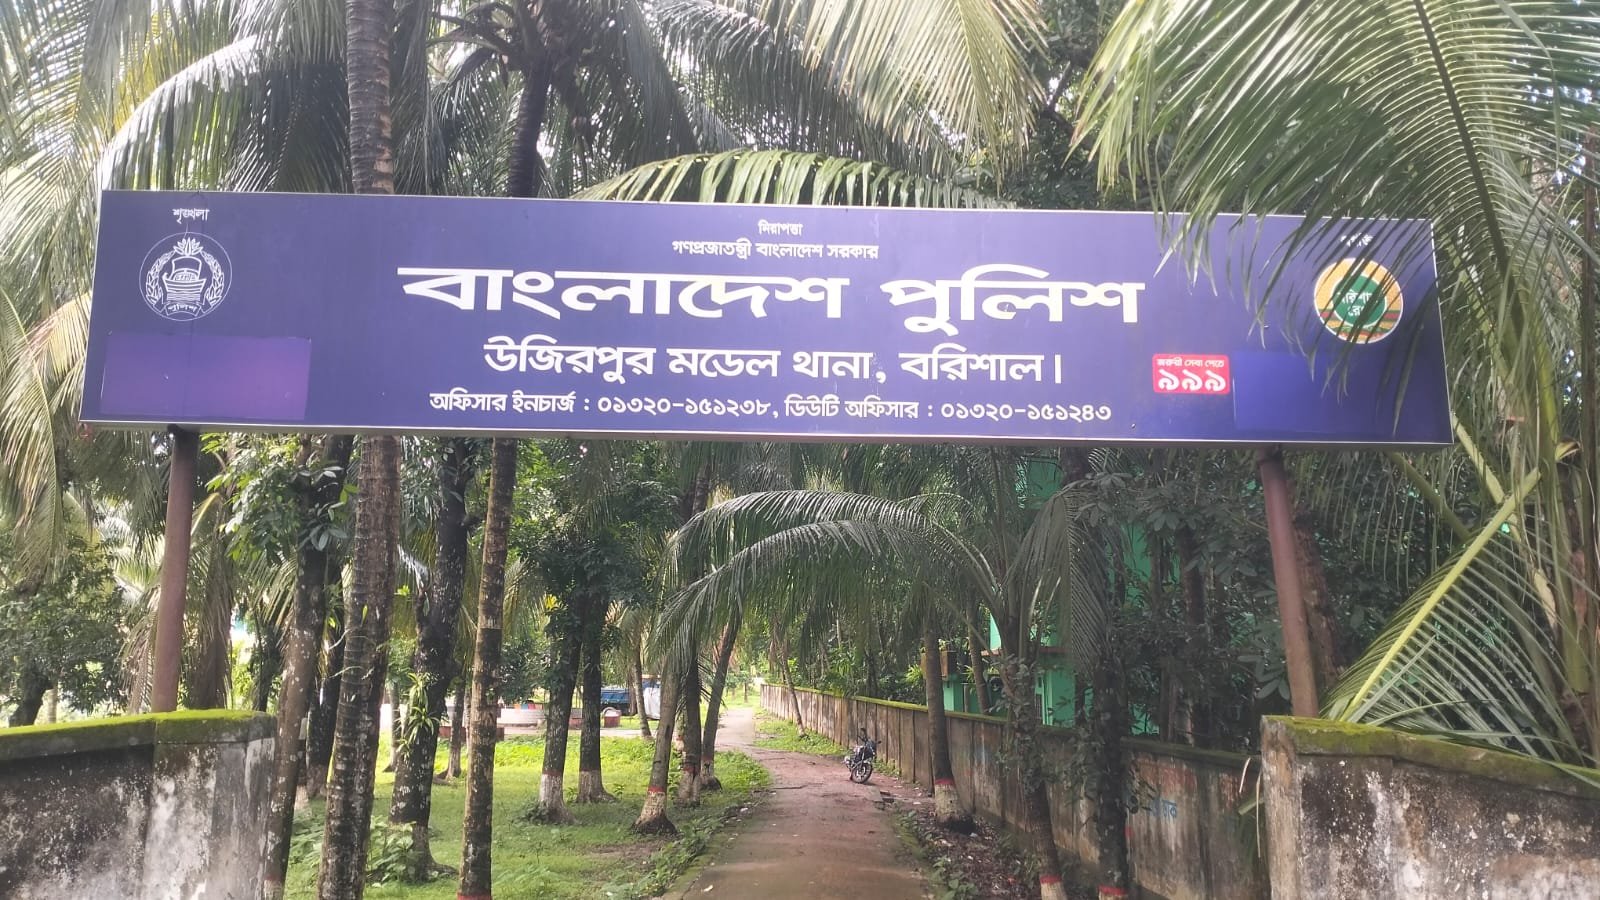 শৃঙ্খলা
নিরাপত্তা
গণপ্রজাতন্ত্রী বাংলাদেশ সরকার
বাংলাদেশ পুলিশ
উজিরপুর মডেল থানা, বরিশাল।
অফিসার ইনচার্জ : ০১৩২০-১৫১২৩৮, ডিউটি অফিসার : ০১৩২০-১৫১২৪৩
পুলিশ
জরুরী সেবা পেতে
৯৯৯